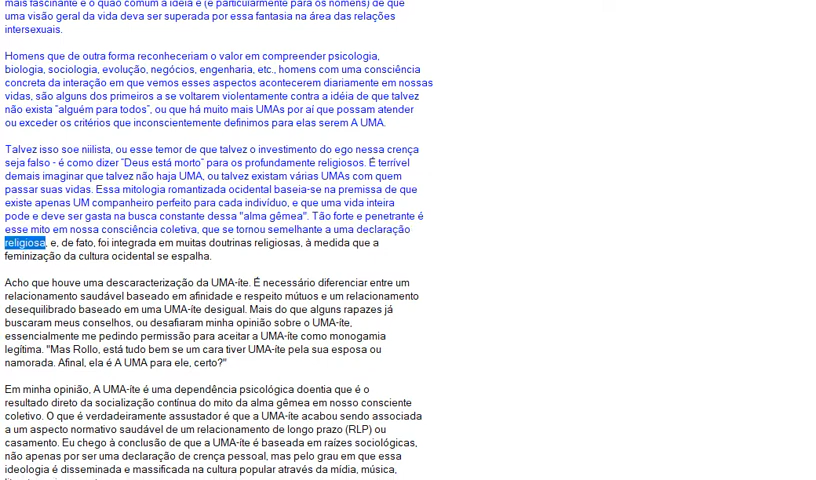 mais fascinante é o quão comum a idéia é (e particularmente para os homens) de que
uma visão geral da vida deva ser superada por essa fantasia na área das relações
intersexuais.
Homens que de outra forma reconheceriam o valor em compreender psicologia,
biologia, sociologia, evolução, negócios, engenharia, etc., homens com uma consciência
concreta da interação em que vemos esses aspectos acontecerem diariamente em nossas
vidas, são alguns dos primeiros a se voltarem violentamente contra a idéia de que talvez
não exista "alguém para todos", ou que há muito mais UMAs por aí que possam atender
ou exceder os critérios que inconscientemente definimos para elas serem A UMA.
Talvez isso soe niilista, ou esse temor de que talvez o investimento do ego nessa crença
seja falso - é como dizer "Deus está morto" para os profundamente religiosos. É terrível
demais imaginar que talvez não haja UMA, ou talvez existam várias UMAs com quem
passar suas vidas. Essa mitologia romantizada ocidental baseia-se na premissa de que
existe apenas UM companheiro perfeito para cada indivíduo, e que uma vida inteira
pode e deve ser gasta na busca constante dessa "alma gêmea". Tão forte e penetrante é
esse mito em nossa consciência coletiva, que se tornou semelhante a uma declaração
religiosa, e, de fato, foi integrada em muitas doutrinas religiosas, à medida que a
feminização da cultura ocidental se espalha.
Acho que houve uma descaracterização da UMA-íte. É necessário diferenciar entre um
relacionamento saudável baseado em afinidade e respeito mútuos e um relacionamento
desequilibrado baseado em uma UMA-íte desigual. Mais do que alguns rapazes já
buscaram meus conselhos, ou desafiaram minha opinião sobre o UMA-íte,
essencialmente me pedindo permissão para aceitar a UMA-íte como monogamia
legítima. "Mas Rollo, está tudo bem se um cara tiver UMA-íte pela sua esposa ou
namorada. Afinal, ela é A UMA para ele, certo?"
Em minha opinião, A UMA-íte é uma dependência psicológica doentia que é o
resultado direto da socialização contínua do mito da alma gêmea em nosso consciente
coletivo. O que é verdadeiramente assustador é que a UMA-íte acabou sendo associada
a um aspecto normativo saudável de um relacionamento de longo prazo (RLP) ou
casamento. Eu chego à conclusão de que a UMA-íte é baseada em raízes sociológicas,
não apenas por ser uma declaração de crença pessoal, mas pelo grau em que essa
ideologia é disseminada e massificada na cultura popular através da mídia, música,